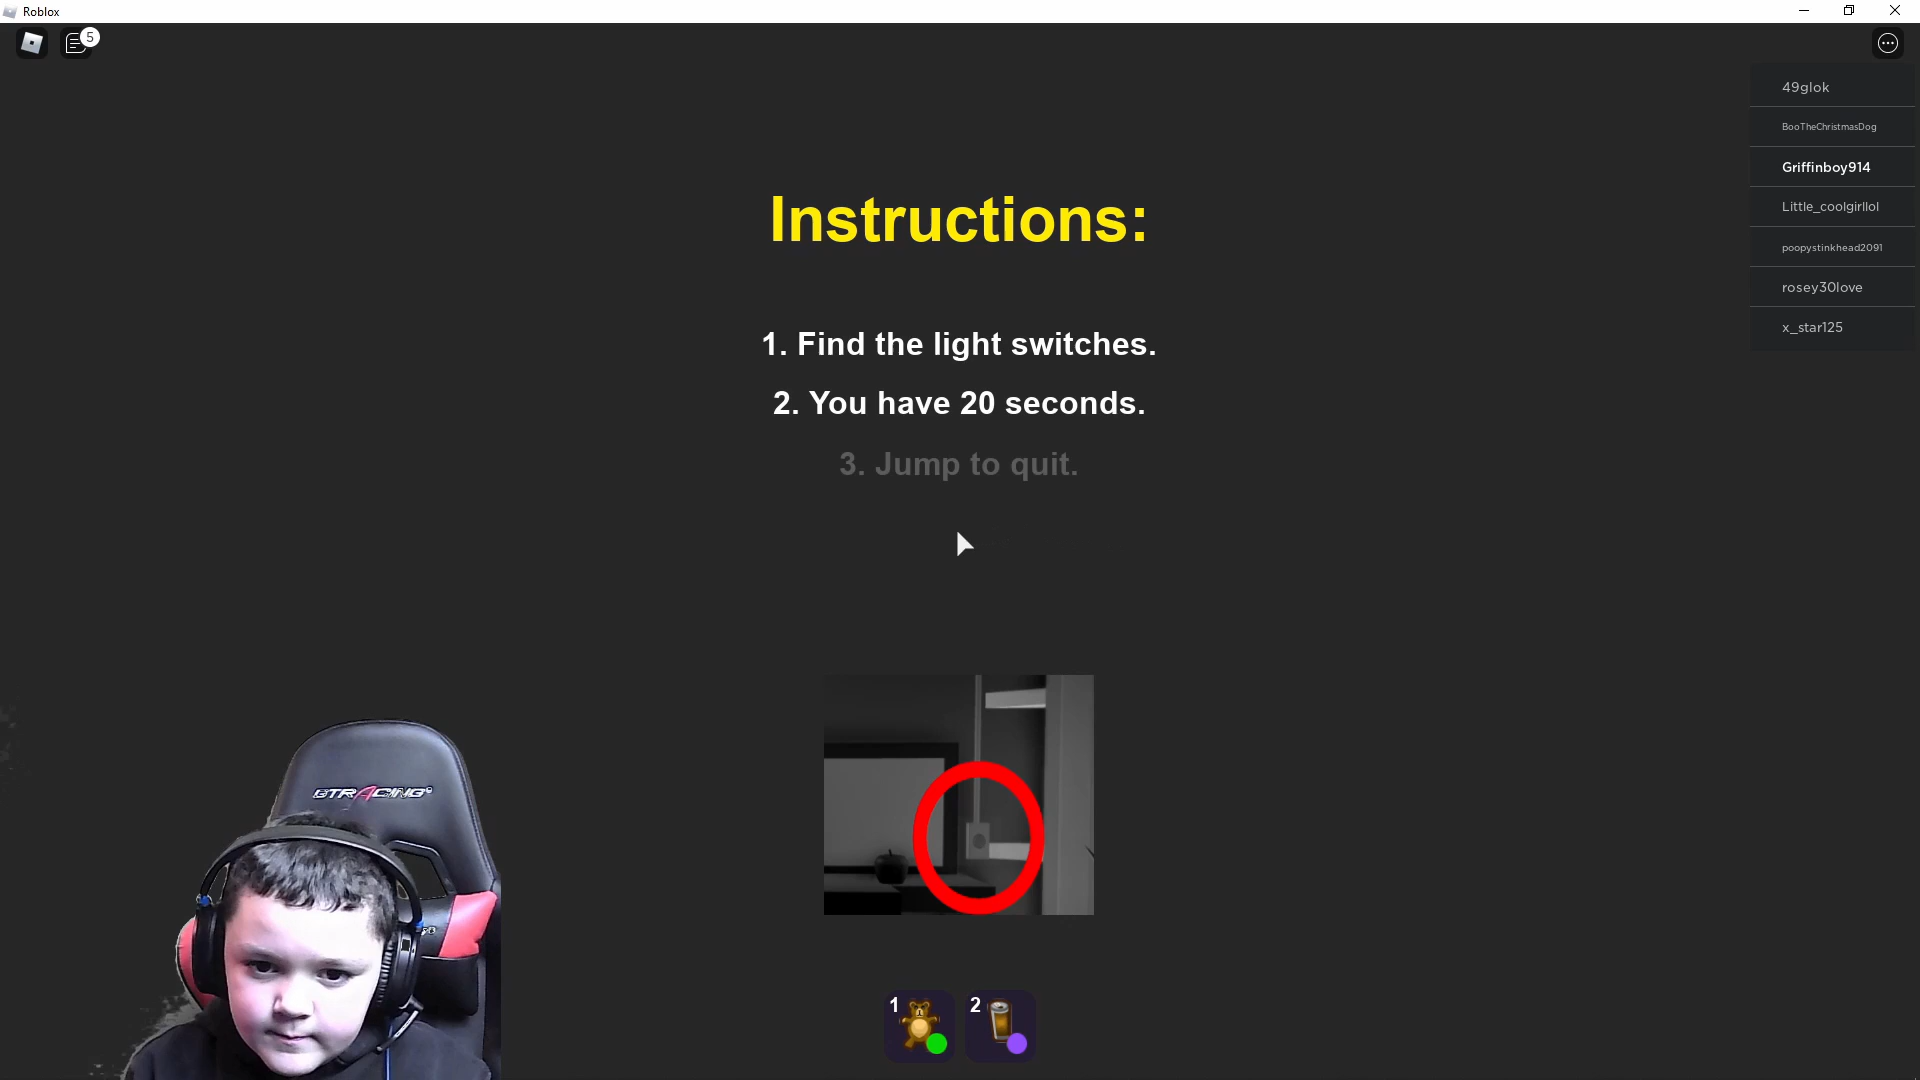 Roblox
5
49glok
BooTheChristmasDog
Griffinboy914
Little_coolgirllol
poopystinkhead2091
rosey30love
x_star125
Instructions:
1. Find the light switches.
2. You have 20 seconds.
3. Jump to quit.
GTRACING
1
2